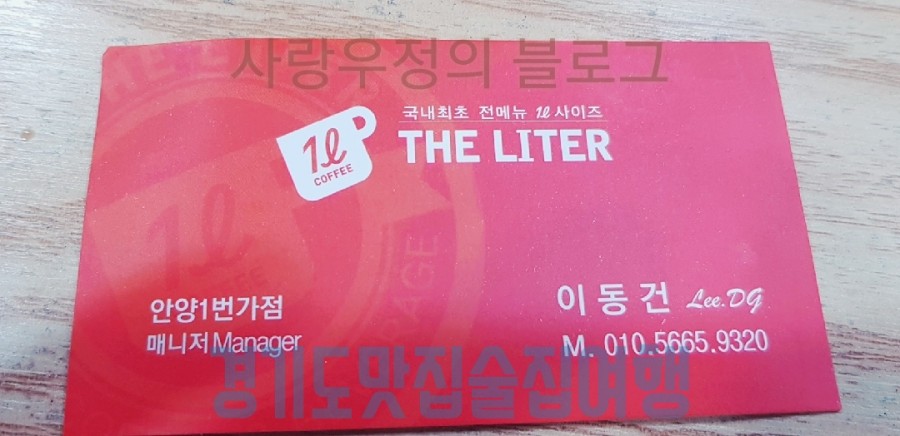 사랑우정의 블로그
국내최초 전메뉴 1ℓ 사이즈
THE LITER
1ℓ
COFFEE
안양1번가점
매니저 Manager
이 동 건 Lee.DG
M. 010.5665.9320
경기도맛집술집여행